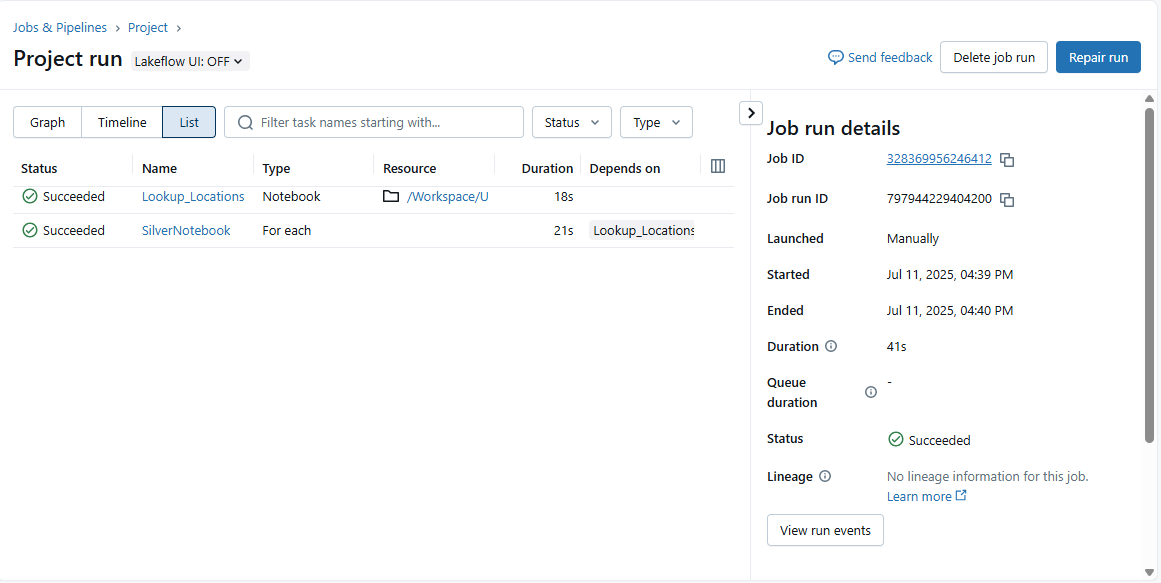 Jobs & Pipelines › Project ›
Project run Lakeflow UI: OFF
Send feedback Delete job run Repair run
Graph Timeline List Filter task names starting with... Status Type
Status Name Type Resource Duration Depends on
Succeeded Lookup_Locations Notebook /Workspace/U 18s
Succeeded SilverNotebook For each 21s Lookup_Locations
Job run details
Job ID 328369956246412
Job run ID 797944229404200
Launched Manually
Started Jul 11, 2025, 04:39 PM
Ended Jul 11, 2025, 04:40 PM
Duration 41s
Queue duration -
Status Succeeded
Lineage No lineage information for this job.
Learn more
View run events